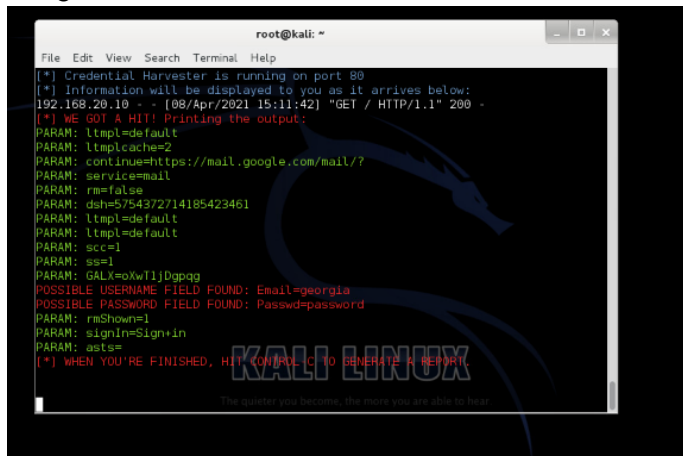 root@kali: ~
File Edit View Search Terminal Help
[*] Credential Harvester is running on port 80
[*] Information will be displayed to you as it arrives below:
192.168.20.10 - - [08/Apr/2021 15:11:42] "GET / HTTP/1.1" 200 -
[*] WE GOT A HIT! Printing the output:
PARAM: ltmpl=default
PARAM: ltmplcache=2
PARAM: continue=https://mail.google.com/mail/?
PARAM: service=mail
PARAM: rm=false
PARAM: dsh=5754372714185423461
PARAM: ltmpl=default
PARAM: ltmpl=default
PARAM: scc=1
PARAM: ss=1
PARAM: GALX=oXwT1jDgpqg
POSSIBLE USERNAME FIELD FOUND: Email=georgia
POSSIBLE PASSWORD FIELD FOUND: Passwd=password
PARAM: rmShown=1
PARAM: signIn=Sign+in
PARAM: asts=
[*] WHEN YOU'RE FINISHED, HIT CONTROL-C TO GENERATE A REPORT.
KALI LINUX
The quieter you become, the more you are able to hear.